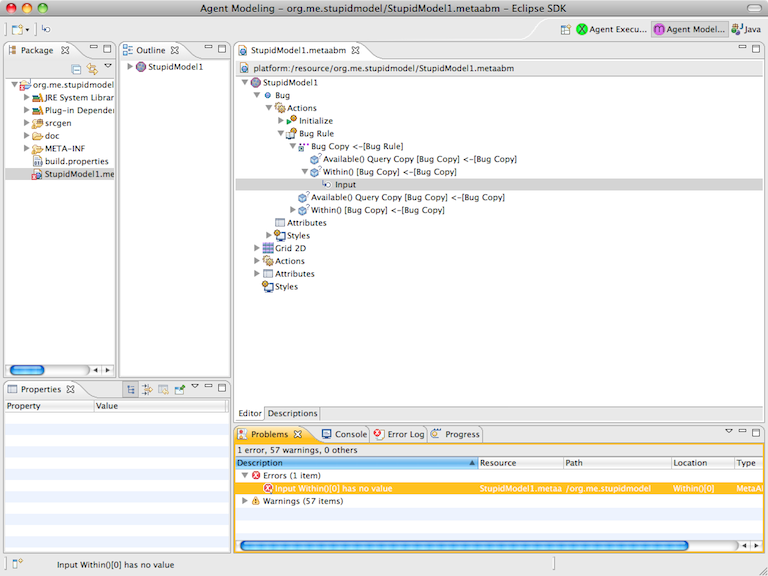 Agent Modeling - org.me.stupidmodel/StupidModel1.metaabm - Eclipse SDK
Agent Execu... Agent Model... Java
Package
org.me.stupidmodel
JRE System Librar
Plug-in Depender
srcgen
doc
META-INF
build.properties
StupidModel1.me
Outline
StupidModel1
StupidModel1.metaabm
platform:/resource/org.me.stupidmodel/StupidModel1.metaabm
StupidModel1
Bug
Actions
Initialize
Bug Rule
Bug Copy <-[Bug Rule]
Available() Query Copy [Bug Copy] <-[Bug Copy]
Within() [Bug Copy] <-[Bug Copy]
Input
Available() Query Copy [Bug Copy] <-[Bug Copy]
Within() [Bug Copy] <-[Bug Copy]
Attributes
Styles
Grid 2D
Actions
Attributes
Styles
Editor Descriptions
Properties
Property Value
Problems Console Error Log Progress
1 error, 57 warnings, 0 others
Description Resource Path Location Type
Errors (1 item)
Input Within()[0] has no value StupidModel1.metaa /org.me.stupidmodel Within()[0] MetaA
Warnings (57 items)
Input Within()[0] has no value